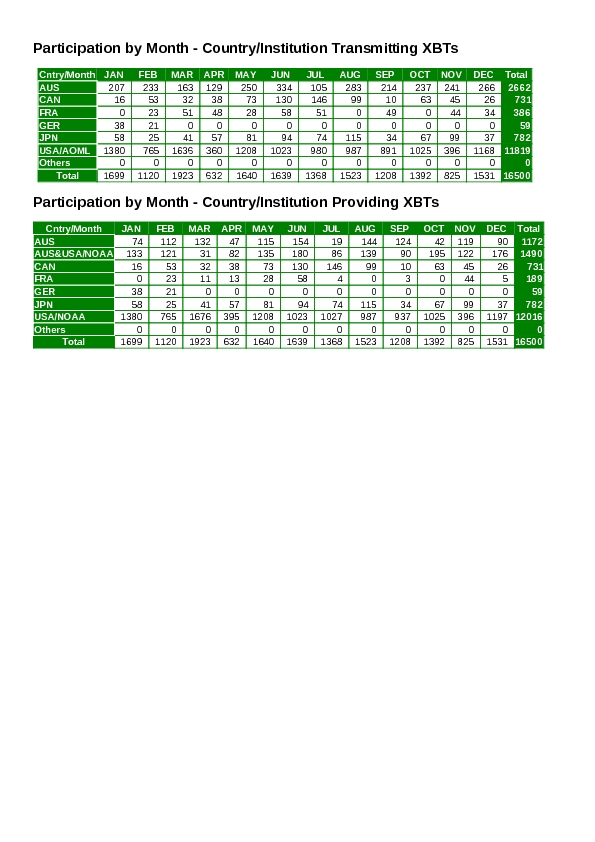 Participation by Month - Country/Institution Transmitting XBTs
Cntry/Month JAN FEB MAR APR MAY JUN JUL AUG SEP OCT NOV DEC Total
AUS 207 233 163 129 250 334 105 283 214 237 241 266 2662
CAN 16 53 32 38 73 130 146 99 10 63 45 26 731
FRA 0 23 51 48 28 58 51 0 49 0 44 34 386
GER 38 21 0 0 0 0 0 0 0 0 0 0 59
JPN 58 25 41 57 81 94 74 115 34 67 99 37 782
USA/AOML 1380 765 1636 360 1208 1023 980 987 891 1025 396 1168 11819
Others 0 0 0 0 0 0 0 0 0 0 0 0 0
Total 1699 1120 1923 632 1640 1639 1368 1523 1208 1392 825 1531 16500
Participation by Month - Country/Institution Providing XBTs
Cntry/Month JAN FEB MAR APR MAY JUN JUL AUG SEP OCT NOV DEC Total
AUS 74 112 132 47 115 154 19 144 124 42 119 90 1172
AUS&USA/NOAA 133 121 31 82 135 180 86 139 90 195 122 176 1490
CAN 16 53 32 38 73 130 146 99 10 63 45 26 731
FRA 0 23 11 13 28 58 4 0 3 0 44 5 189
GER 38 21 0 0 0 0 0 0 0 0 0 0 59
JPN 58 25 41 57 81 94 74 115 34 67 99 37 782
USA/NOAA 1380 765 1676 395 1208 1023 1027 987 937 1025 396 1197 12016
Others 0 0 0 0 0 0 0 0 0 0 0 0 0
Total 1699 1120 1923 632 1640 1639 1368 1523 1208 1392 825 1531 16500